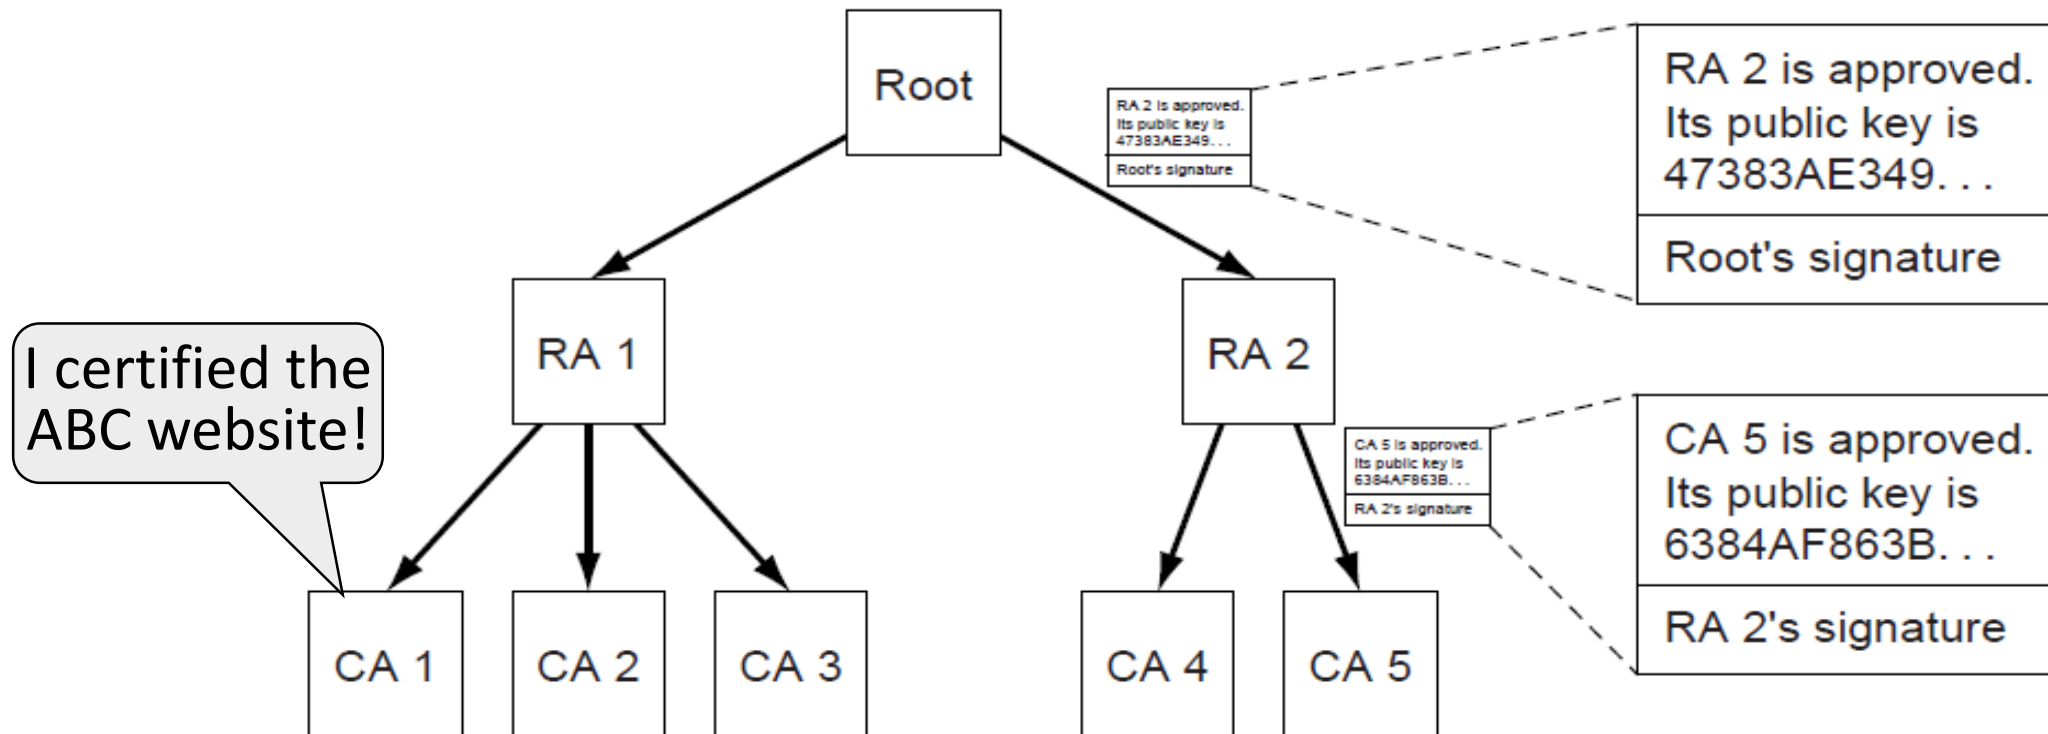 Root
RA 2 is approved.
Its public key is
47383AE349...
Root's signature
RA 2 is approved.
Its public key is
47383AE349...
Root's signature
I certified the
ABC website!
RA 1
RA 2
CA 5 is approved.
Its public key is
6384AF863B...
RA 2's signature
CA 5 is approved.
Its public key is
6384AF863B...
RA 2's signature
CA 1
CA 2
CA 3
CA 4
CA 5